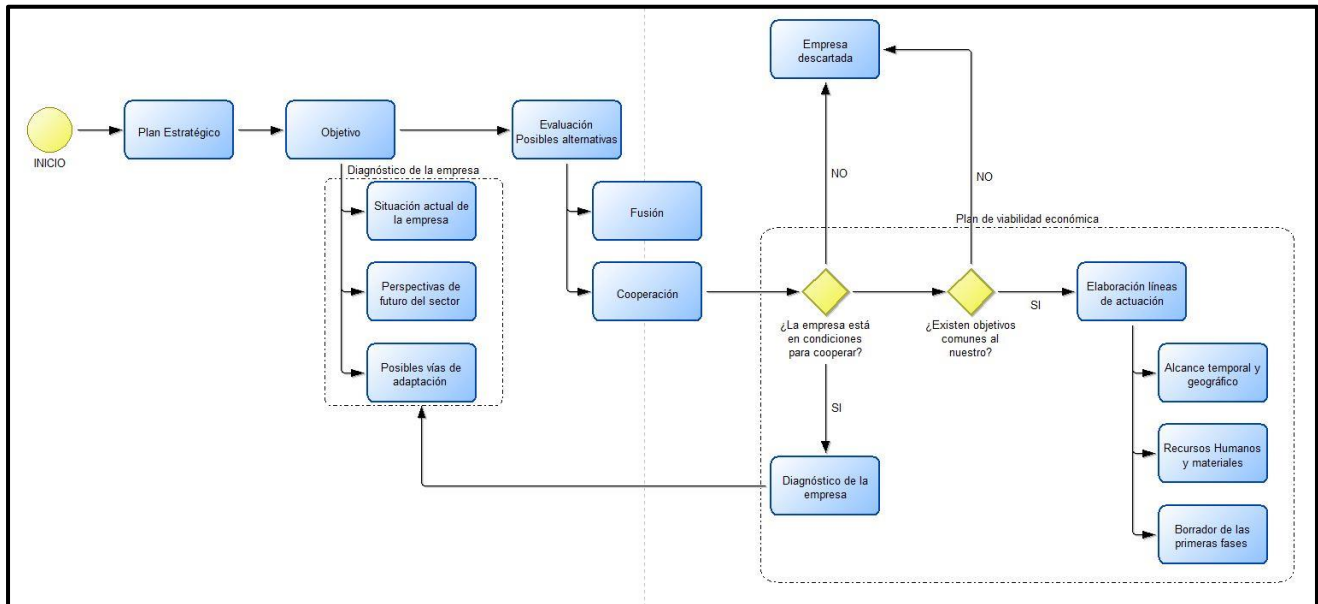 Empresa
descartada
INICIO
Plan Estratégico
Objetivo
Evaluación
Posibles alternativas
Diagnóstico de la empresa
Situación actual de
la empresa
Perspectivas de
futuro del sector
Posibles vías de
adaptación
Fusión
Cooperación
NO
NO
Plan de viabilidad económica
¿La empresa está
en condiciones
para cooperar?
¿Existen objetivos
comunes al
nuestro?
SI
SI
Diagnóstico de la
empresa
Elaboración líneas
de actuación
Alcance temporal y
geográfico
Recursos Humanos
y materiales
Borrador de las
primeras fases